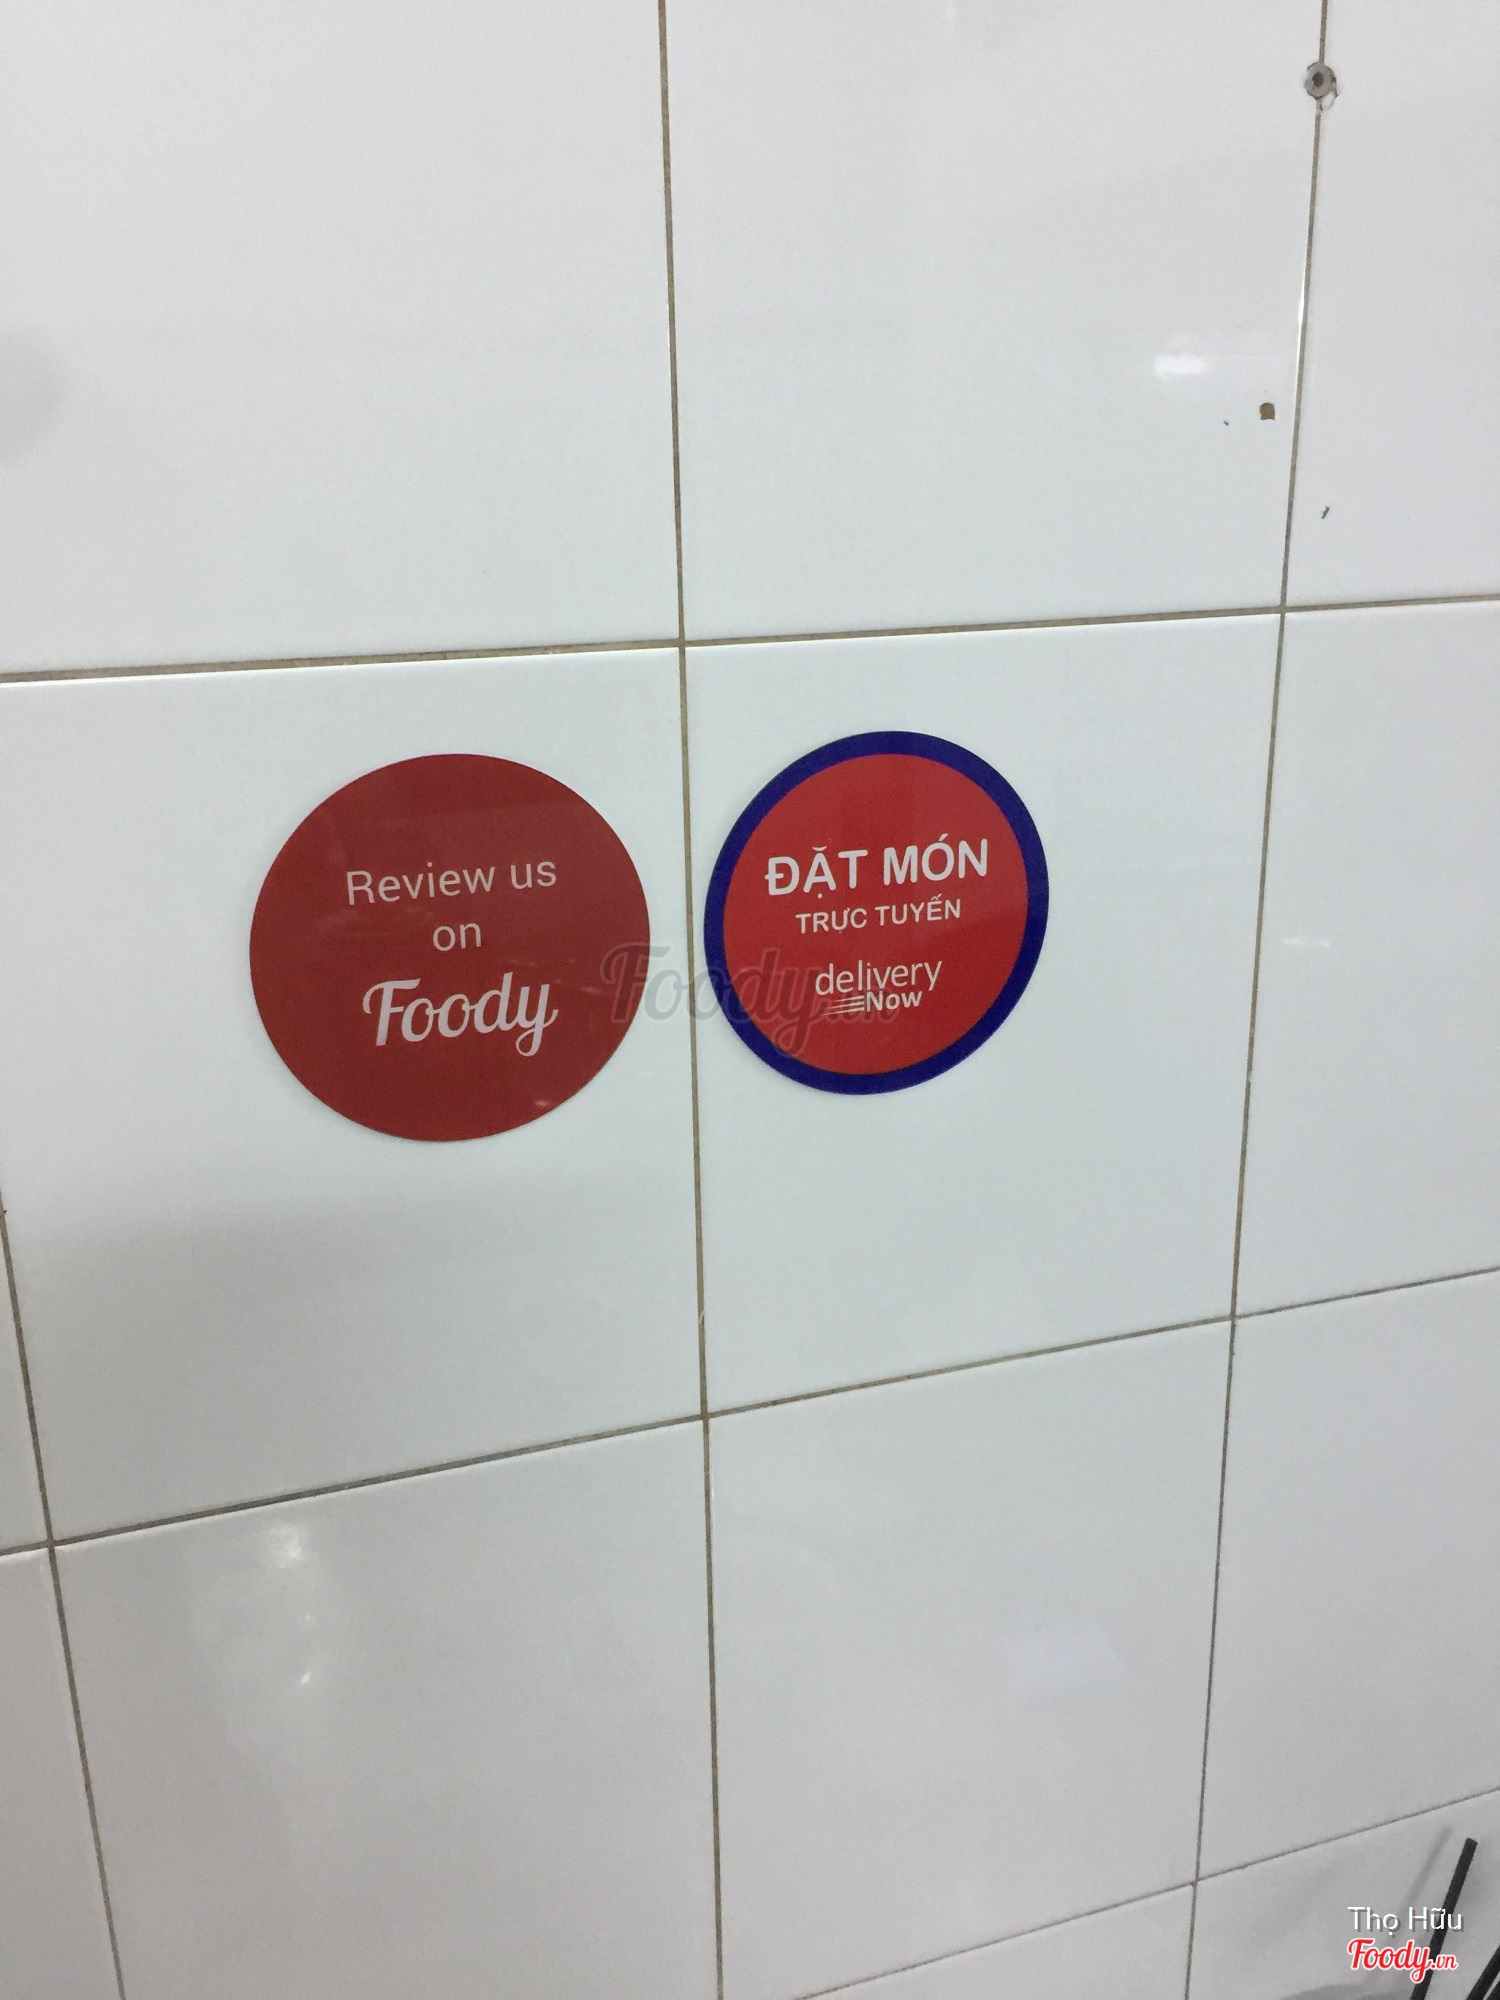 Review us
on
Foody
ĐẶT MÓN
TRỰC TUYẾN
delivery
Now
Foody.vn
Thọ Hữu
Foody.vn